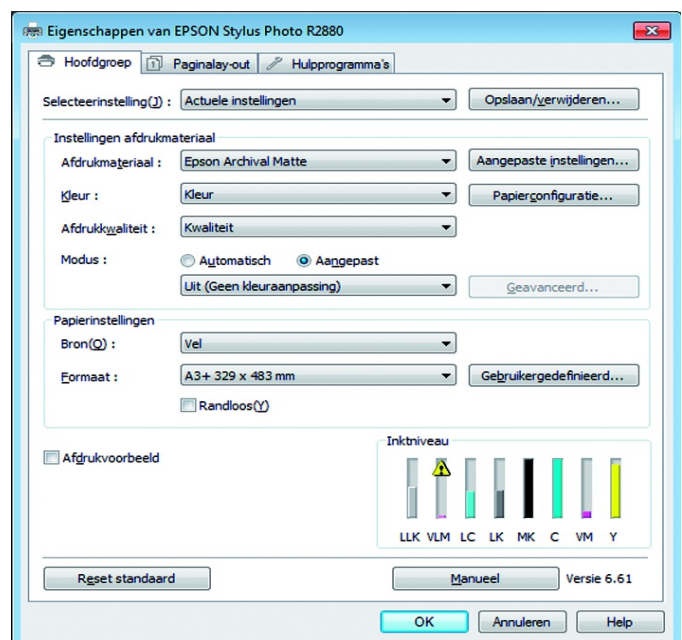 Eigenschappen van EPSON Stylus Photo R2880
Hoofdgroep Paginalay-out Hulpprogramma's
Selecteerinstelling(J) : Actuele instellingen Opslaan/verwijderen...
Instellingen afdrukmateriaal
Afdrukmateriaal : Epson Archival Matte Aangepaste instellingen...
Kleur : Kleur Papierconfiguratie...
Afdrukkwaliteit : Kwaliteit
Modus : Automatisch Aangepast
Uit (Geen kleuraanpassing) Geavanceerd...
Papierinstellingen
Bron(O) : Vel
Formaat : A3+ 329 x 483 mm Gebruikergedefinieerd...
Randloos(Y)
Afdrukvoorbeeld
Inktniveau
LLK VLM LC LK MK C VM Y
Reset standaard Manueel Versie 6.61
OK Annuleren Help